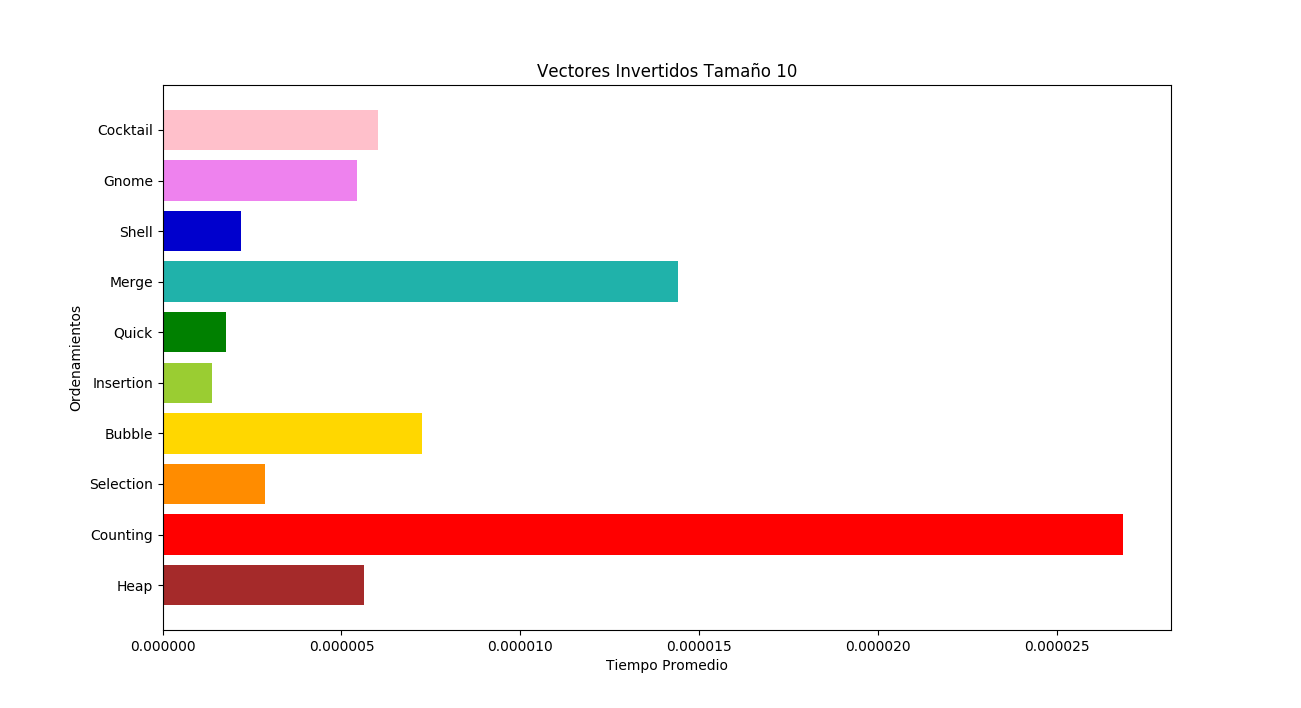 Vectores Invertidos Tamaño 10
Cocktail
Gnome
Shell
Merge
Quick
Insertion
Bubble
Selection
Counting
Heap
Ordenamientos
0.000000 0.000005 0.000010 0.000015 0.000020 0.000025
Tiempo Promedio